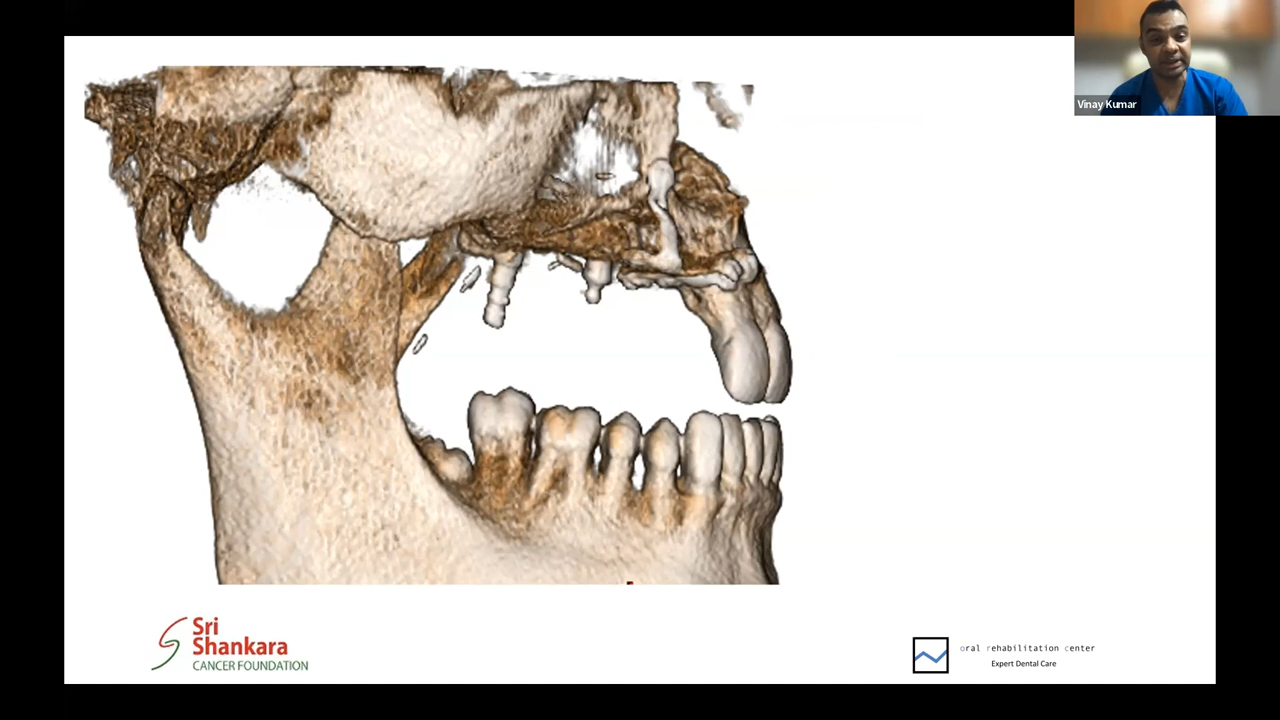 Vinay Kumar
Sri
Shankara
CANCER FOUNDATION
oral rehabilitation center
Expert Dental Care